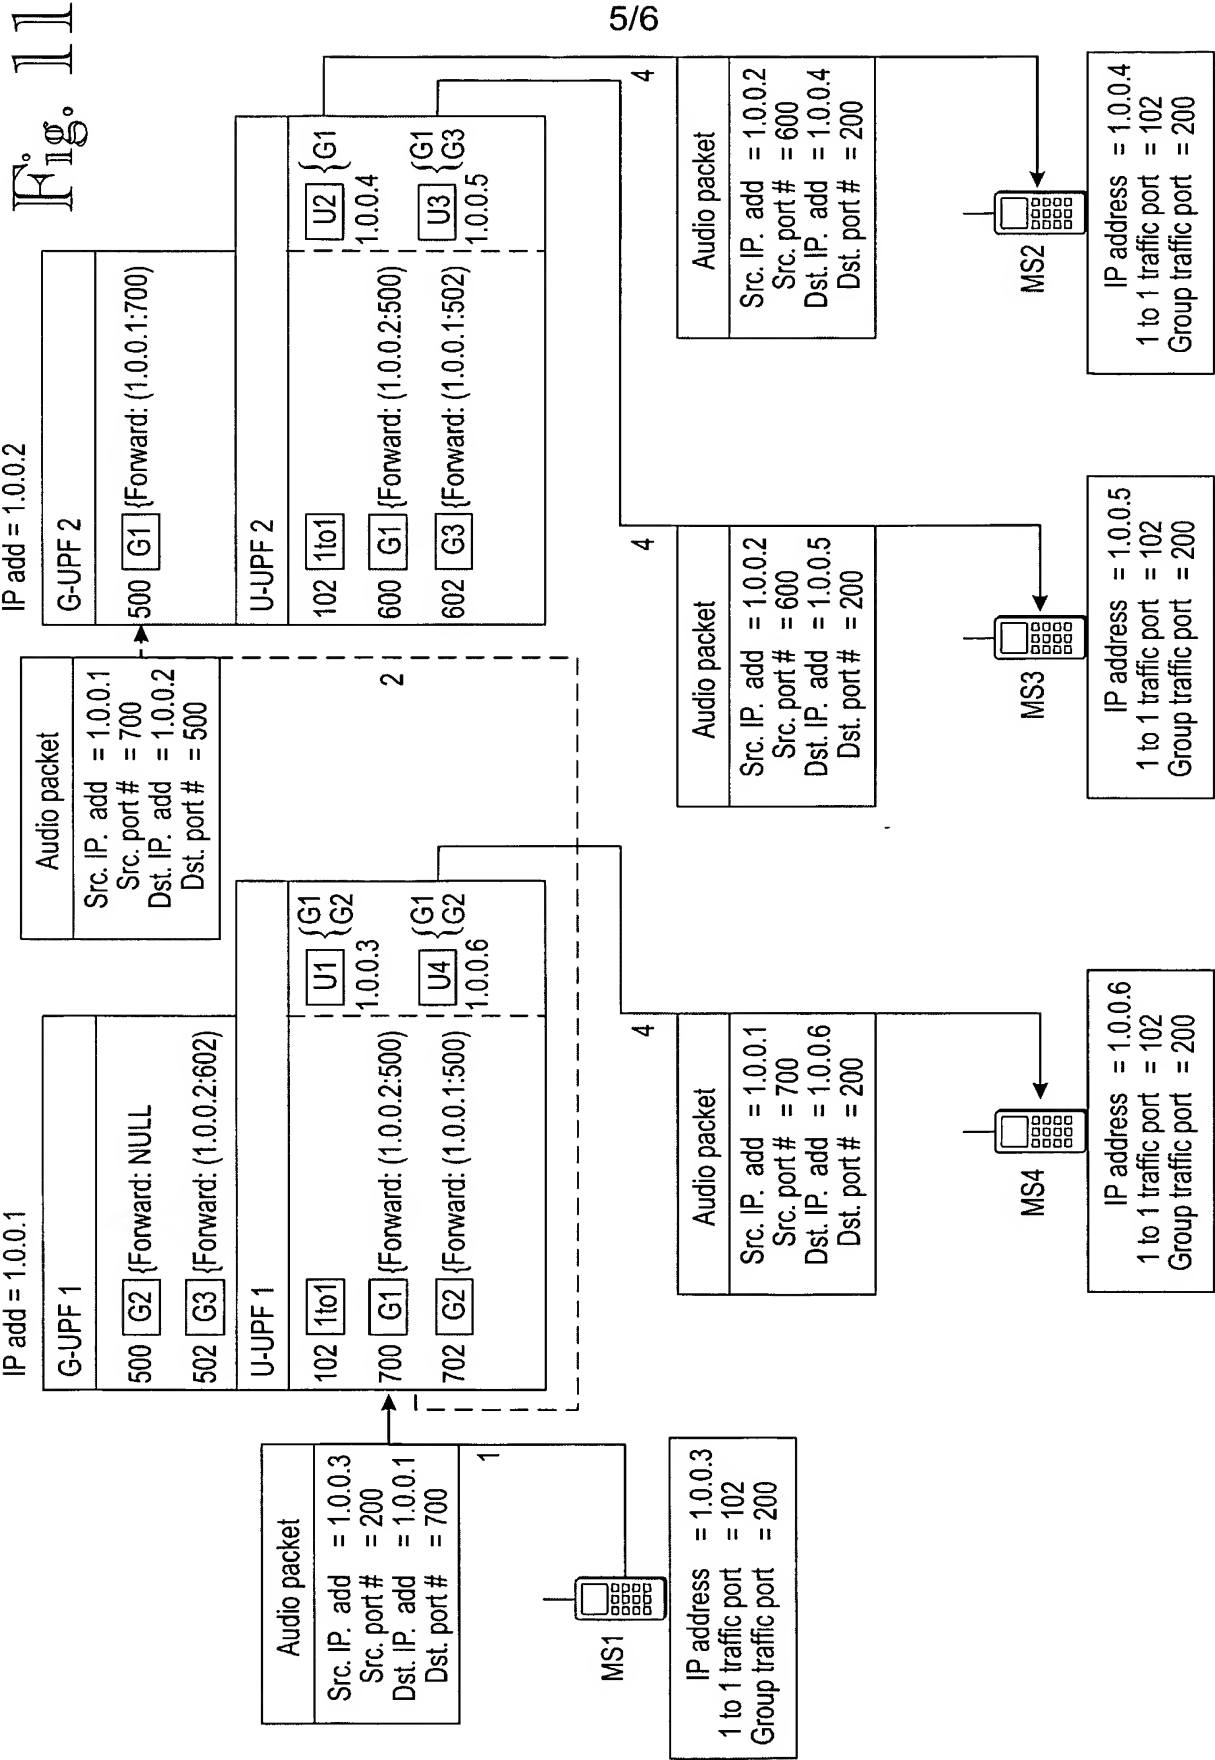 5/6
Fig. 11
IP add = 1.0.0.1
G-UPF 1
500 G2 {Forward: NULL
502 G3 {Forward: (1.0.0.2:602)
U-UPF 1
102 1to1
700 G1 {Forward: (1.0.0.2:500)
702 G2 {Forward: (1.0.0.1:500)
U1 {G1
G2
1.0.0.3
U4 {G1
G2
1.0.0.6
Audio packet
Src. IP. add = 1.0.0.1
Src. port # = 700
Dst. IP. add = 1.0.0.2
Dst. port # = 500
2
IP add = 1.0.0.2
G-UPF 2
500 G1 {Forward: (1.0.0.1:700)
U-UPF 2
102 1to1
600 G1 {Forward: (1.0.0.2:500)
602 G3 {Forward: (1.0.0.1:502)
U2 {G1
1.0.0.4
U3 {G1
G3
1.0.0.5
Audio packet
Src. IP. add = 1.0.0.3
Src. port # = 200
Dst. IP. add = 1.0.0.1
Dst. port # = 700
1
MS1
IP address = 1.0.0.3
1 to 1 traffic port = 102
Group traffic port = 200
4
Audio packet
Src. IP. add = 1.0.0.1
Src. port # = 700
Dst. IP. add = 1.0.0.6
Dst. port # = 200
MS4
IP address = 1.0.0.6
1 to 1 traffic port = 102
Group traffic port = 200
4
Audio packet
Src. IP. add = 1.0.0.2
Src. port # = 600
Dst. IP. add = 1.0.0.5
Dst. port # = 200
MS3
IP address = 1.0.0.5
1 to 1 traffic port = 102
Group traffic port = 200
4
Audio packet
Src. IP. add = 1.0.0.2
Src. port # = 600
Dst. IP. add = 1.0.0.4
Dst. port # = 200
MS2
IP address = 1.0.0.4
1 to 1 traffic port = 102
Group traffic port = 200